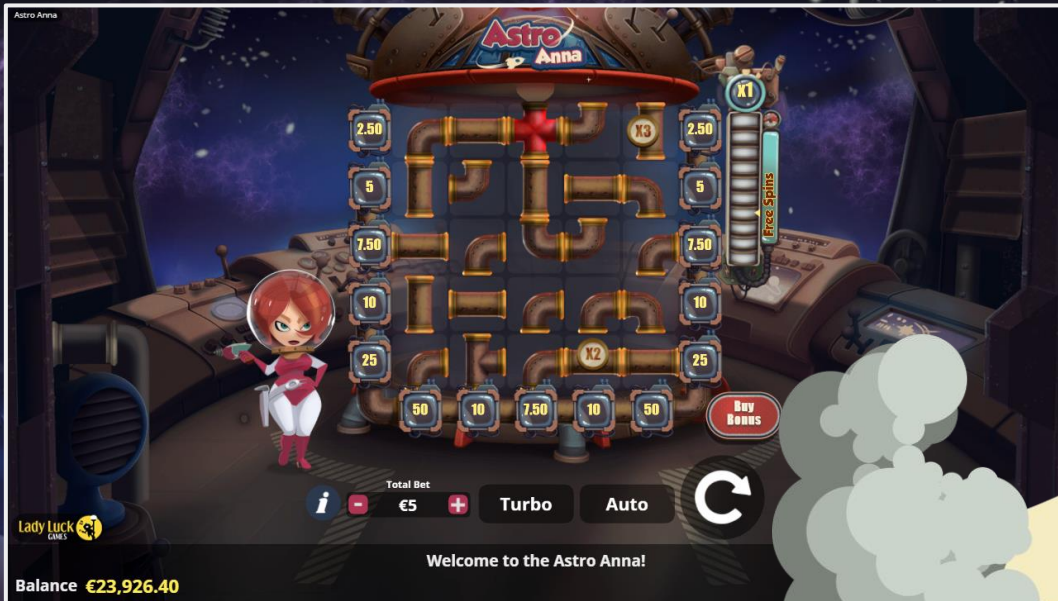 Astro Anna
Astro
Anna
X1
2.50
X3
2.50
5
5
Free Spins
7.50
7.50
10
10
25
X2
25
50
10
7.50
10
50
Buy
Bonus
Total Bet
i
-
€5
+
Turbo
Auto
Lady Luck
GAMES
Welcome to the Astro Anna!
Balance €23,926.40